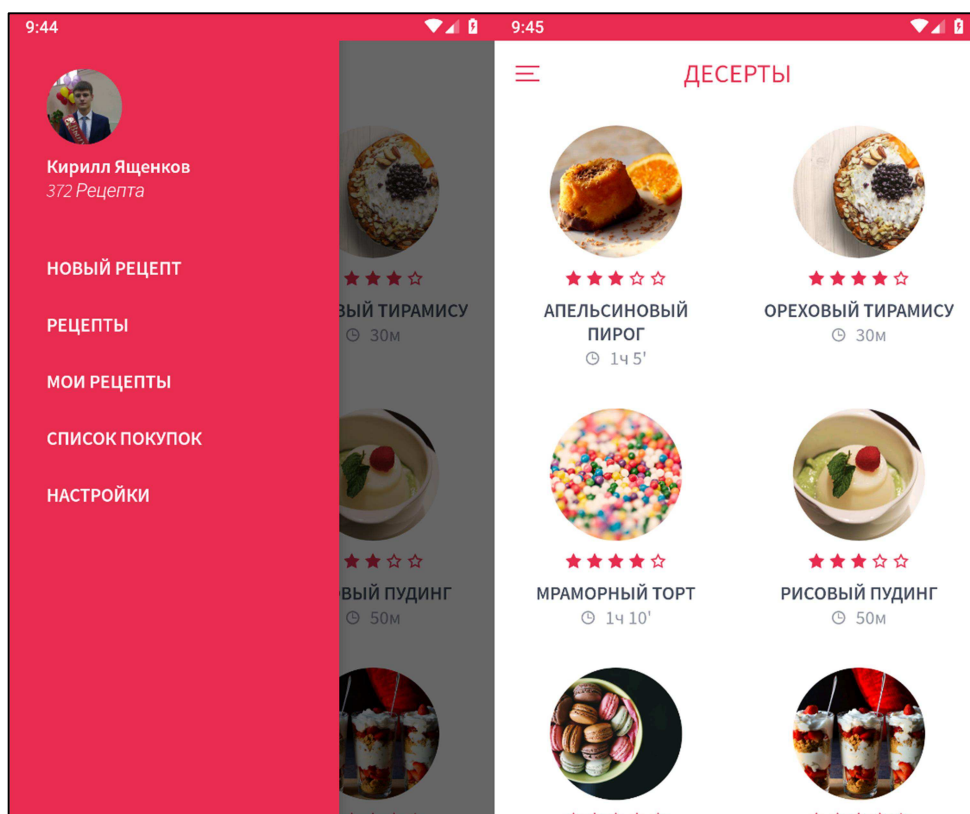 9:44
Кирилл Ященков
372 Рецепта
НОВЫЙ РЕЦЕПТ
РЕЦЕПТЫ
МОИ РЕЦЕПТЫ
СПИСОК ПОКУПОК
НАСТРОЙКИ
ВЫЙ ТИРАМИСУ
30м
ВЫЙ ПУДИНГ
50м
9:45
ДЕСЕРТЫ
АПЕЛЬСИНОВЫЙ
ПИРОГ
1ч 5'
ОРЕХОВЫЙ ТИРАМИСУ
30м
МРАМОРНЫЙ ТОРТ
1ч 10'
РИСОВЫЙ ПУДИНГ
50м